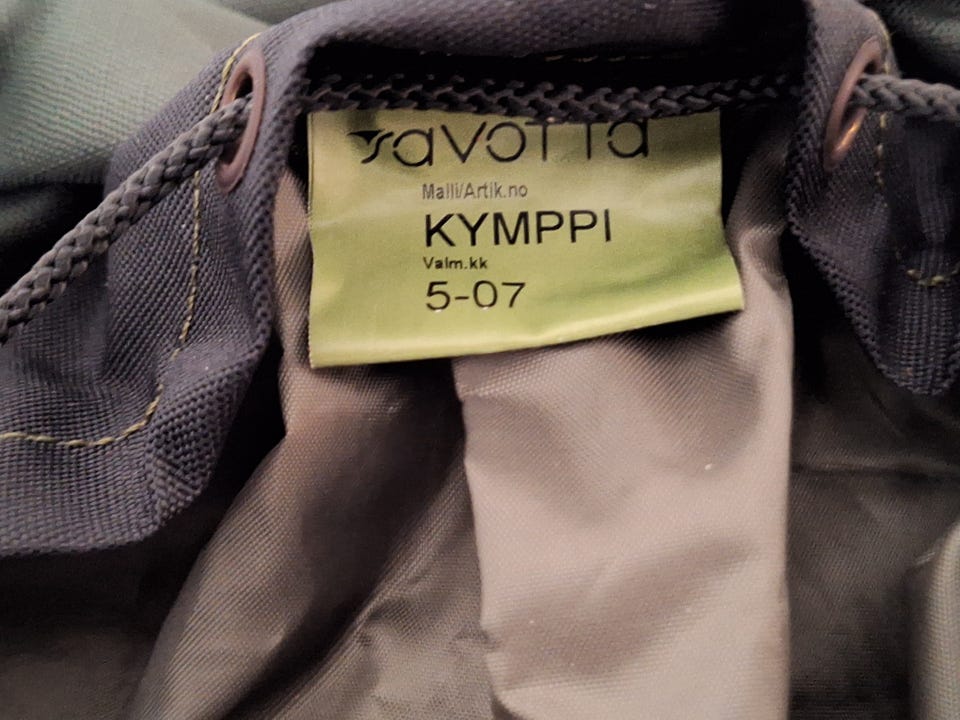 savotta
Malli/Artik.no
KYMPPI
Valm.kk
5-07